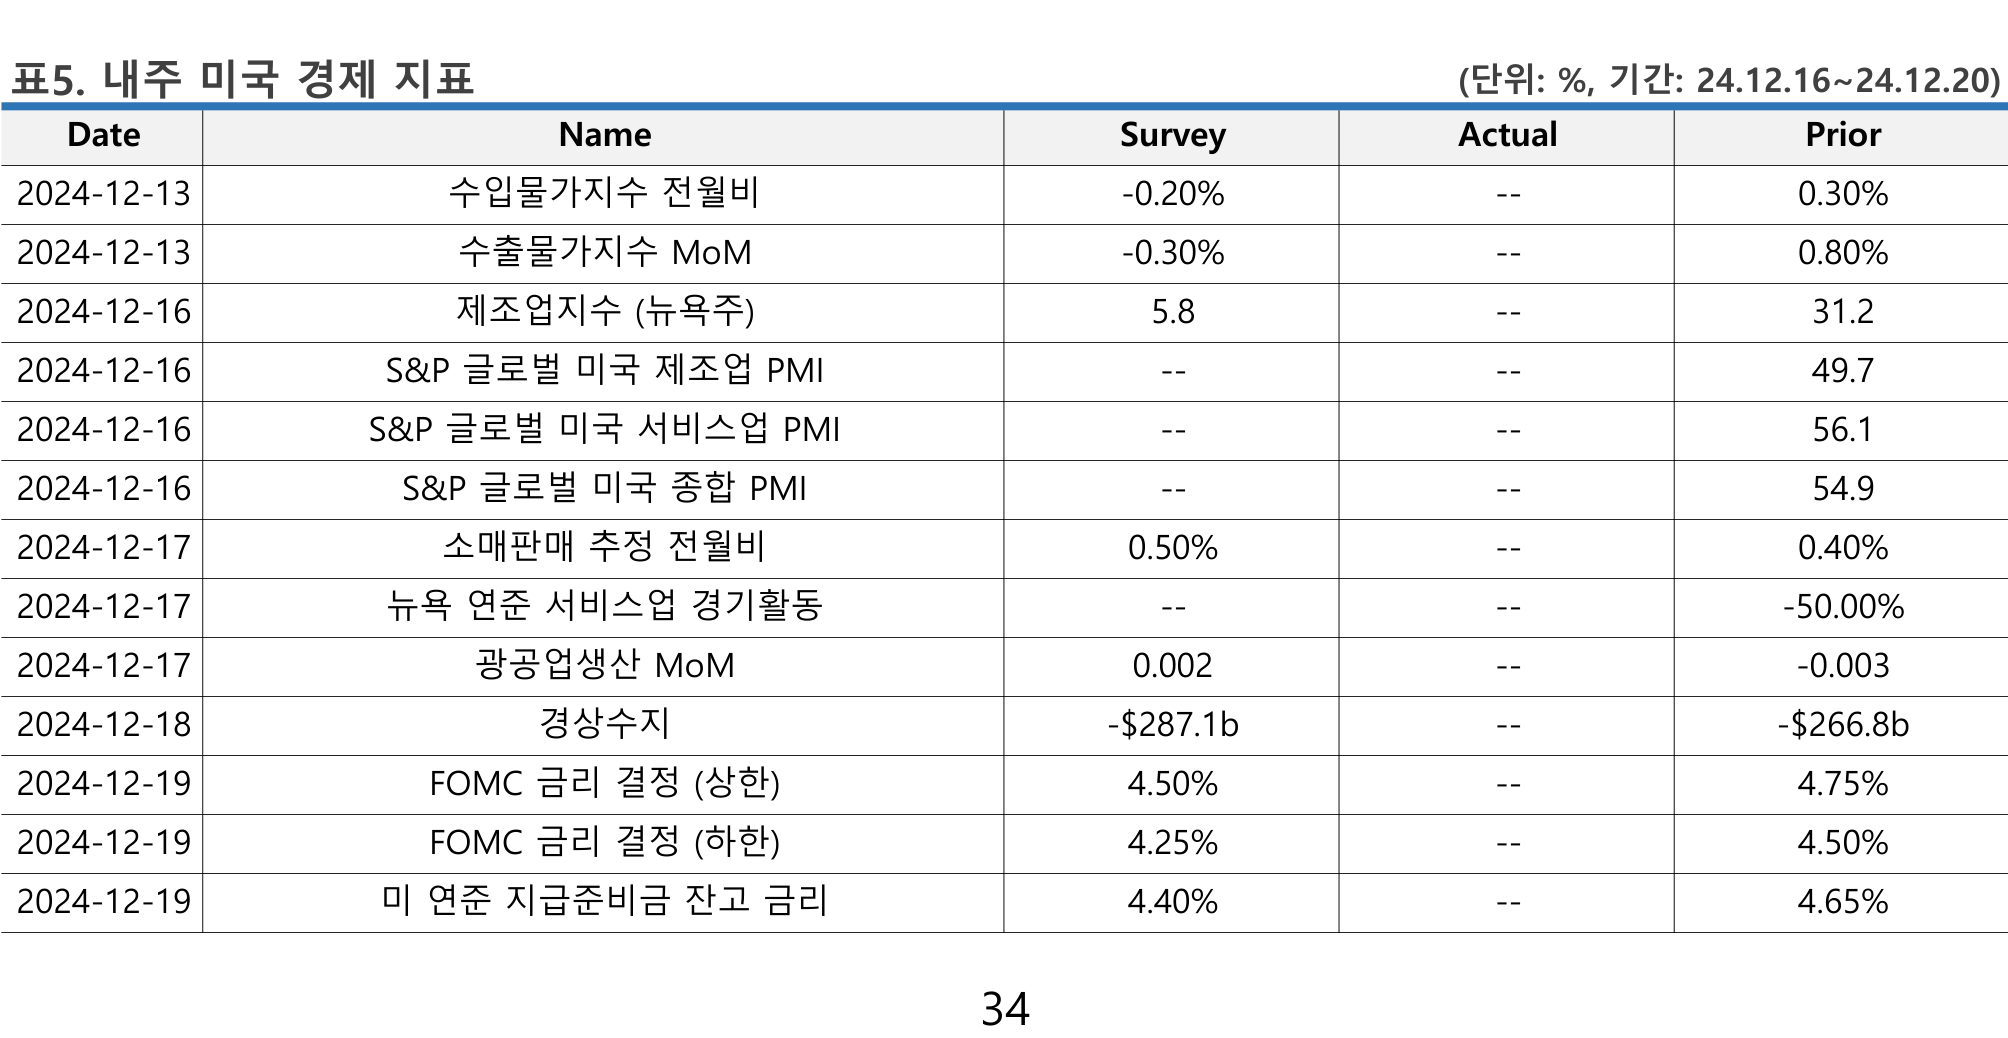 표5. 내주 미국 경제 지표 (단위: %, 기간: 24.12.16~24.12.20)
Date Name Survey Actual Prior
2024-12-13 수입물가지수 전월비 -0.20% -- 0.30%
2024-12-13 수출물가지수 MoM -0.30% -- 0.80%
2024-12-16 제조업지수 (뉴욕주) 5.8 -- 31.2
2024-12-16 S&P 글로벌 미국 제조업 PMI -- -- 49.7
2024-12-16 S&P 글로벌 미국 서비스업 PMI -- -- 56.1
2024-12-16 S&P 글로벌 미국 종합 PMI -- -- 54.9
2024-12-17 소매판매 추정 전월비 0.50% -- 0.40%
2024-12-17 뉴욕 연준 서비스업 경기활동 -- -- -50.00%
2024-12-17 광공업생산 MoM 0.002 -- -0.003
2024-12-18 경상수지 -$287.1b -- -$266.8b
2024-12-19 FOMC 금리 결정 (상한) 4.50% -- 4.75%
2024-12-19 FOMC 금리 결정 (하한) 4.25% -- 4.50%
2024-12-19 미 연준 지급준비금 잔고 금리 4.40% -- 4.65%
34